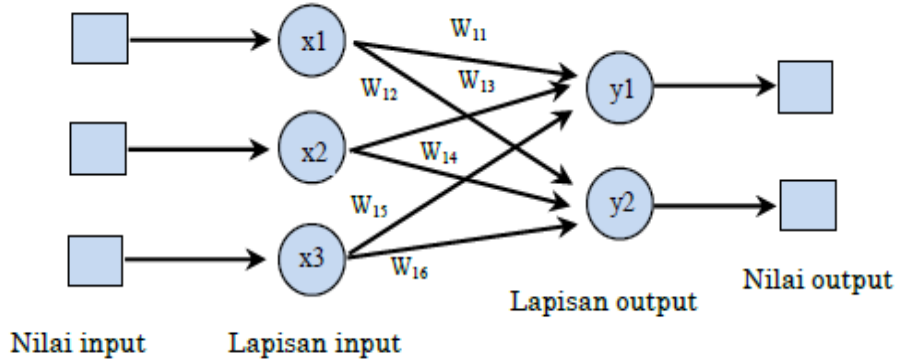 x1
W11
W12
W13
y1
x2
W14
W15
y2
x3
W16
Nilai input
Lapisan input
Lapisan output
Nilai output